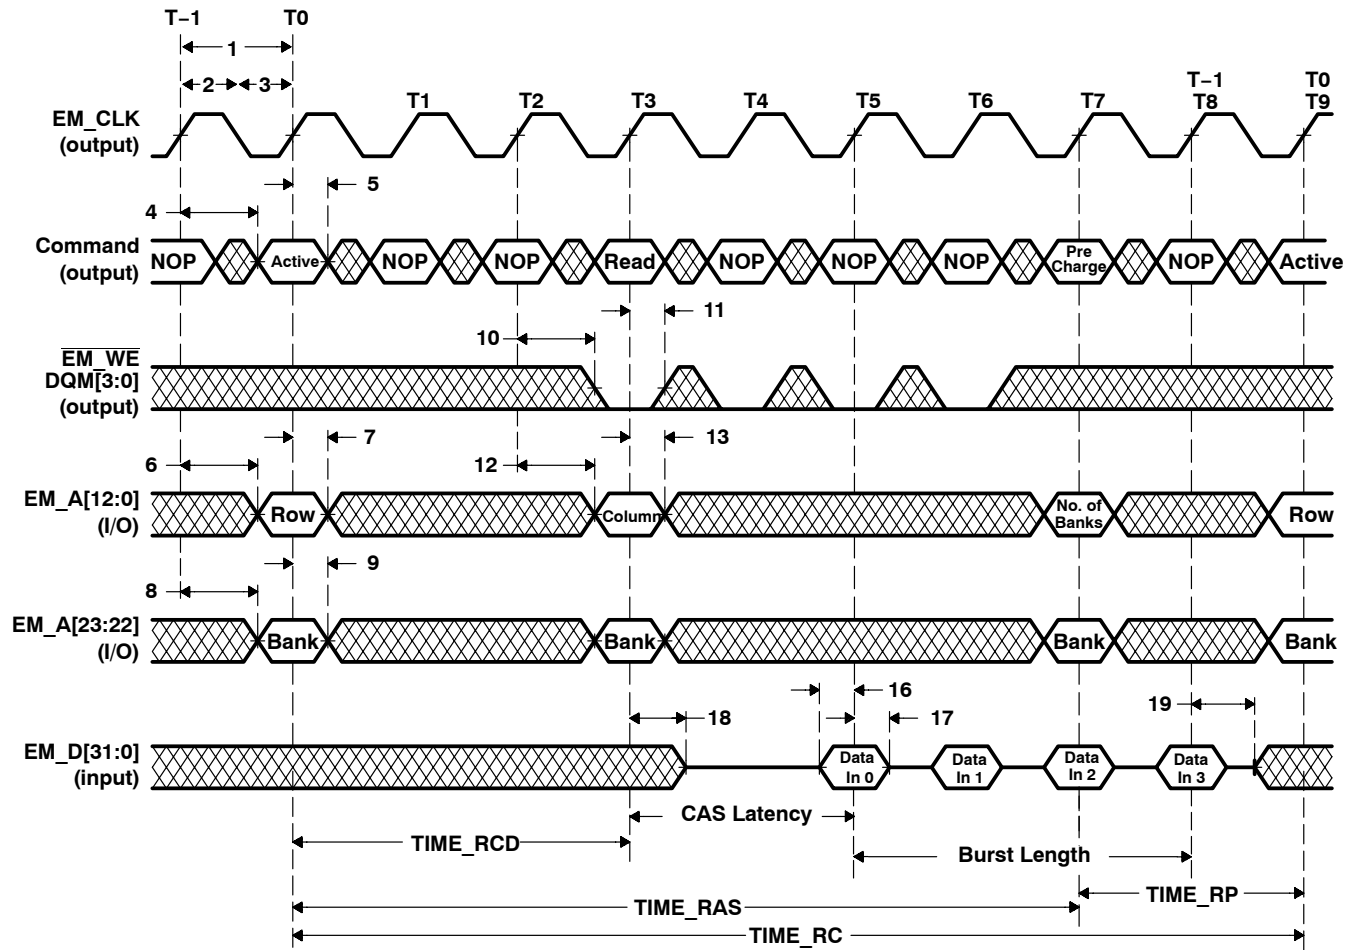 T−1 T0
1
2 3
T−1 T0
T1 T2 T3 T4 T5 T6 T7 T8 T9
EM_CLK
(output)
5
4
Command
(output)
NOP Active NOP NOP Read NOP NOP NOP Pre Charge NOP Active
11
10
EM_WE
DQM[3:0]
(output)
7 13
6 12
EM_A[12:0]
(I/O)
Row Column No. of Banks Row
9
8
EM_A[23:22]
(I/O)
Bank Bank Bank Bank
16
18 17 19
EM_D[31:0]
(input)
Data In 0 Data In 1 Data In 2 Data In 3
CAS Latency
TIME_RCD
Burst Length
TIME_RP
TIME_RAS
TIME_RC